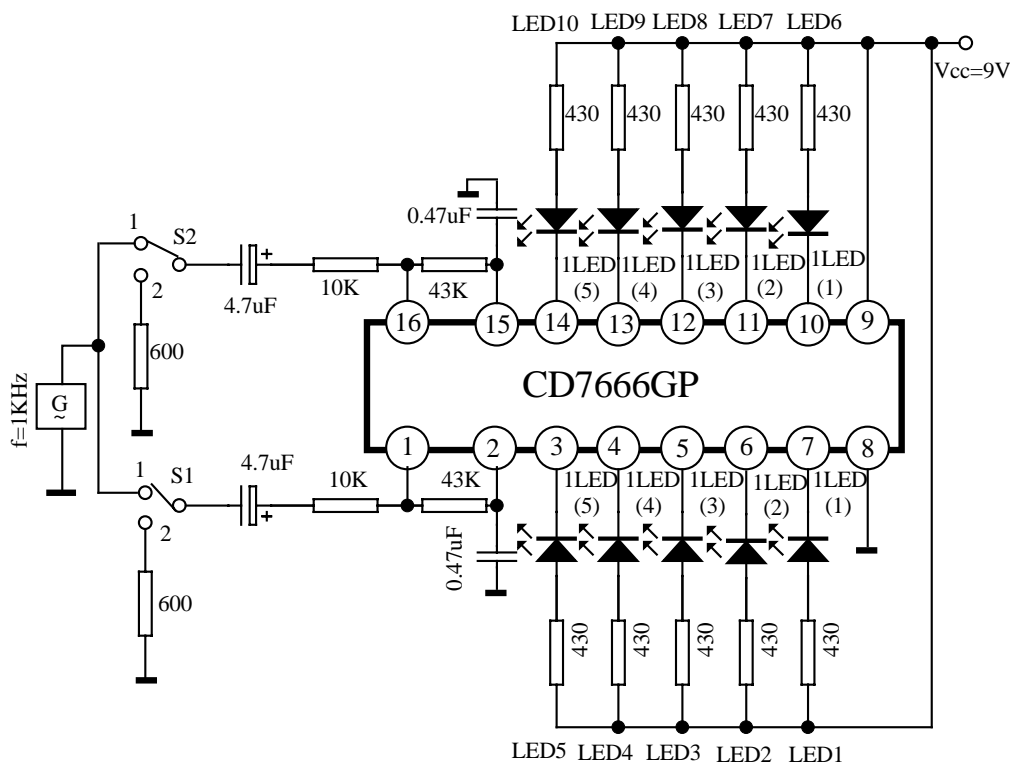 LED10 LED9 LED8 LED7 LED6
Vcc=9V
430 430 430 430 430
0.47uF
1 S2
2
+
4.7uF
10K
43K
1LED 1LED 1LED 1LED 1LED
(5) (4) (3) (2) (1)
16 15 14 13 12 11 10 9
600
CD7666GP
G
~
f=1KHz
1 2 3 4 5 6 7 8
1 S1
2
4.7uF
+
10K
43K
1LED 1LED 1LED 1LED 1LED
(5) (4) (3) (2) (1)
0.47uF
600
430 430 430 430 430
LED5 LED4 LED3 LED2 LED1